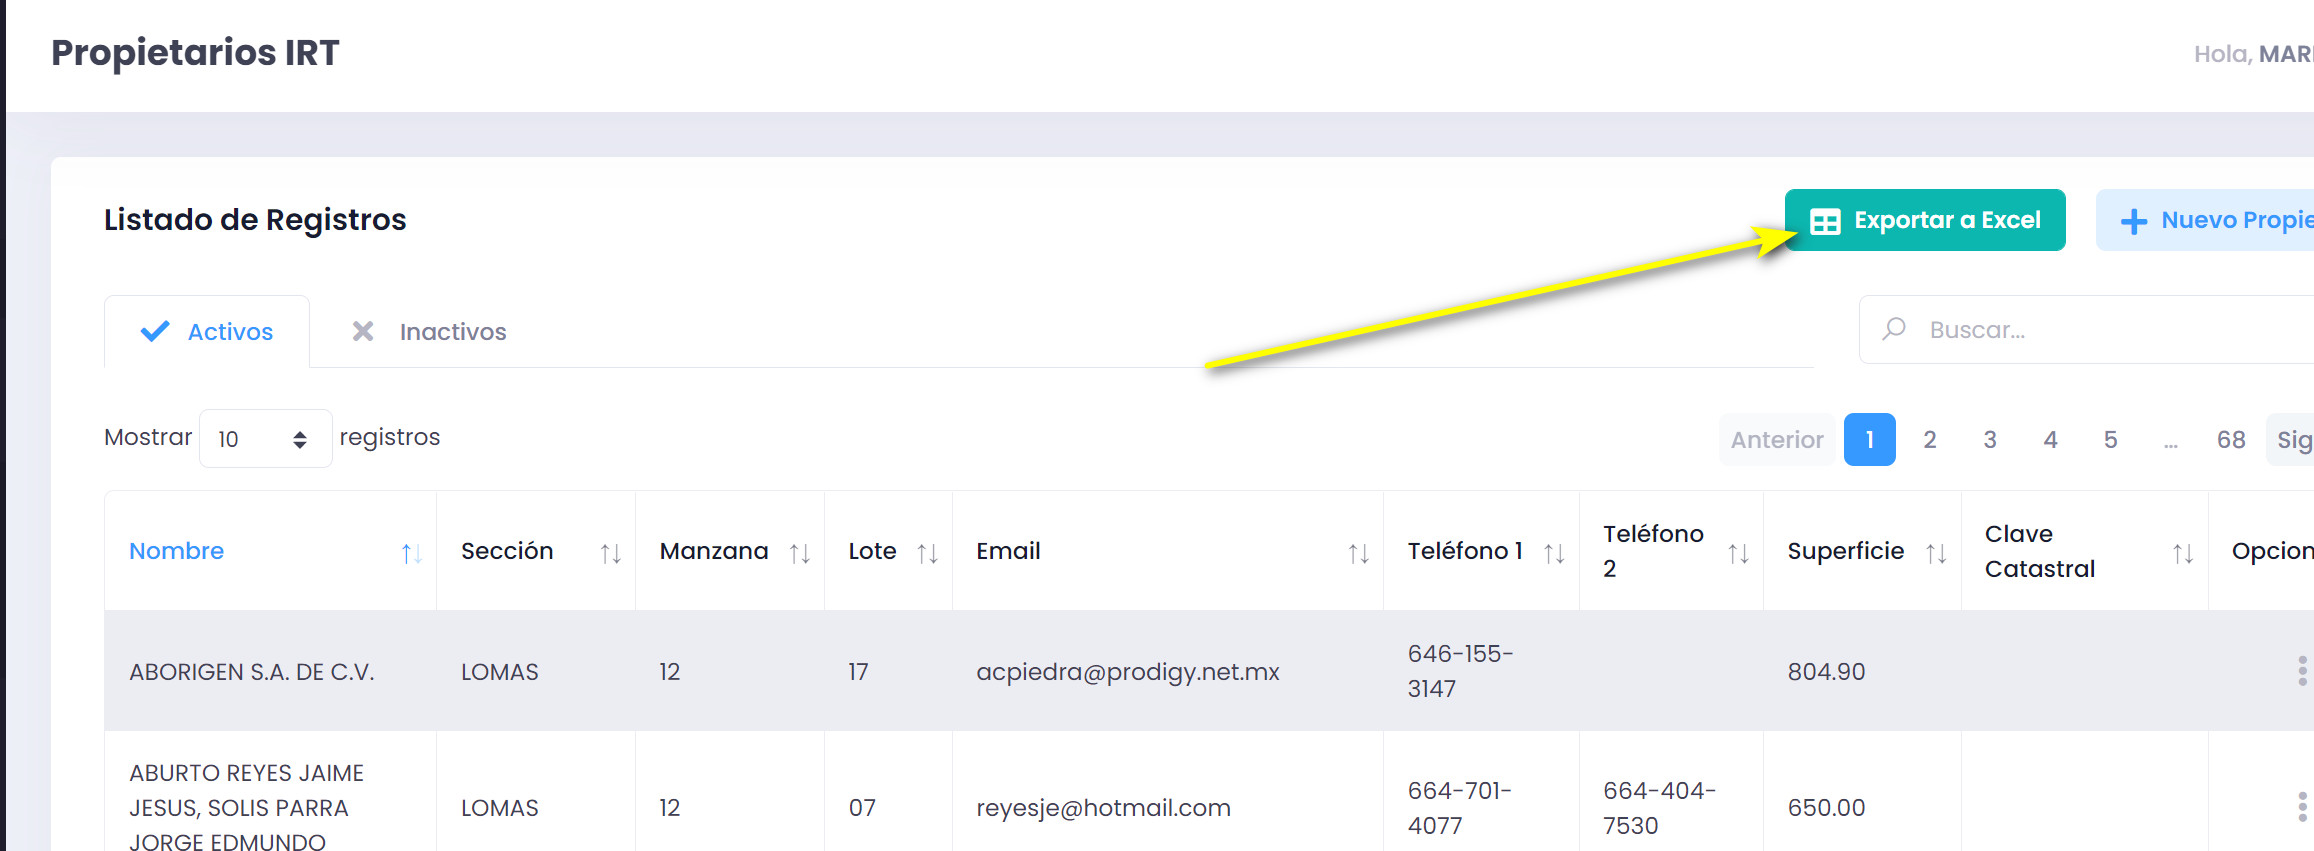 Propietarios IRT
Hola, MAR
Listado de Registros
Exportar a Excel
Nuevo Propie
Activos
Inactivos
Buscar...
Mostrar 10 registros
Anterior 1 2 3 4 5 ... 68 Sig
Nombre Sección Manzana Lote Email Teléfono 1 Teléfono 2 Superficie Clave Catastral Opcion
ABORIGEN S.A. DE C.V. LOMAS 12 17 acpiedra@prodigy.net.mx 646-155-3147 804.90
ABURTO REYES JAIME
JESUS, SOLIS PARRA
JORGE EDMUNDO
LOMAS 12 07 reyesje@hotmail.com 664-701-4077 664-404-7530 650.00